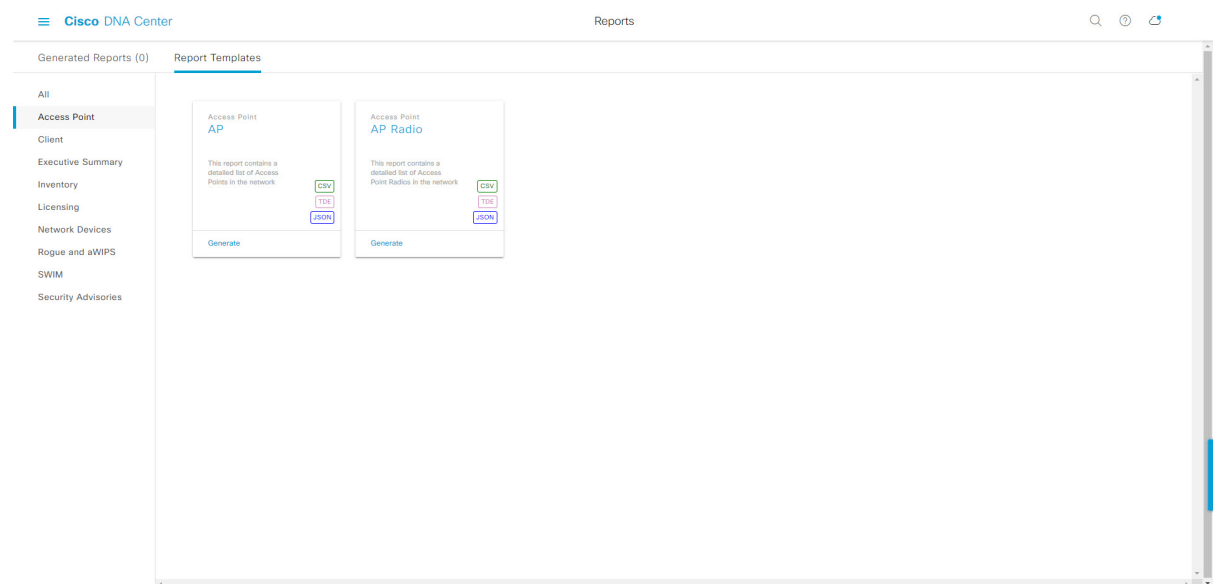 Cisco DNA Center
Reports
Generated Reports (0)
Report Templates
All
Access Point
Client
Executive Summary
Inventory
Licensing
Network Devices
Rogue and aWIPS
SWIM
Security Advisories
Access Point
AP
This report contains a
detailed list of Access
Points in the network
CSV
TDE
JSON
Generate
Access Point
AP Radio
This report contains a
detailed list of Access
Point Radios in the network
CSV
TDE
JSON
Generate